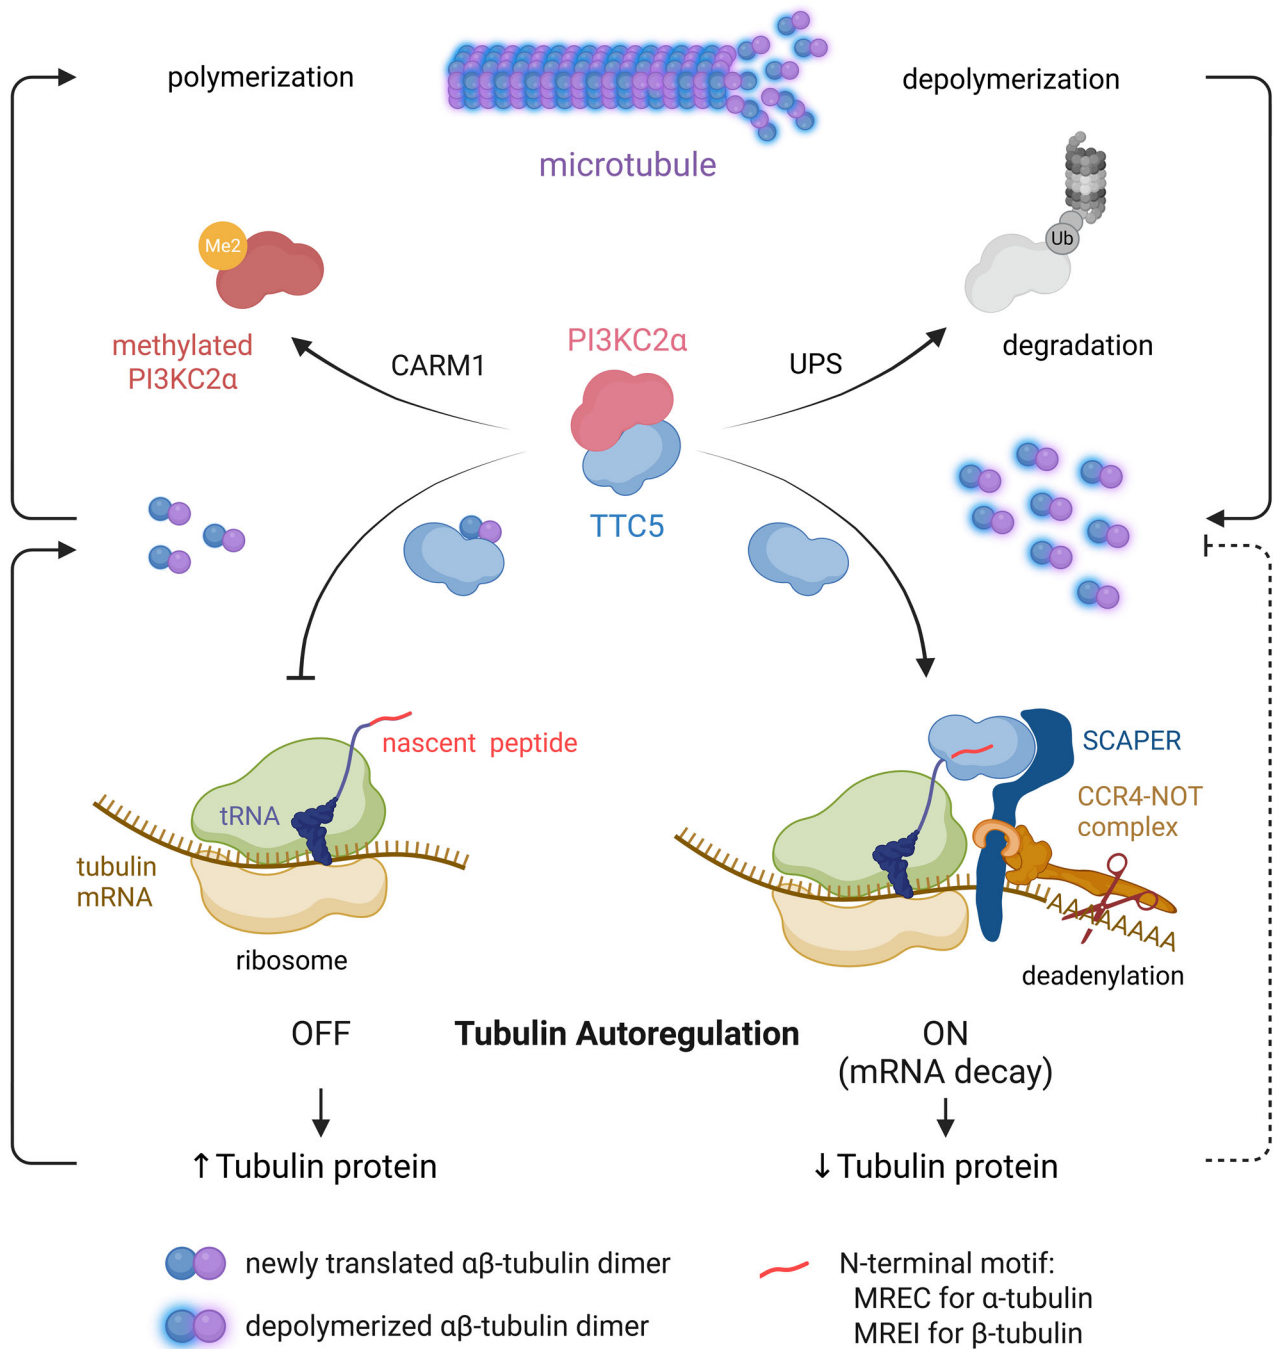 polymerization
depolymerization
microtubule
Me2
Ub
methylated
PI3KC2α
CARM1
PI3KC2α
UPS
degradation
TTC5
nascent peptide
tRNA
tubulin
mRNA
ribosome
SCAPER
CCR4-NOT
complex
AAAAAAAA
deadenylation
OFF
Tubulin Autoregulation
ON
(mRNA decay)
↑Tubulin protein
↓Tubulin protein
newly translated αβ-tubulin dimer
depolymerized αβ-tubulin dimer
N-terminal motif:
MREC for α-tubulin
MREI for β-tubulin